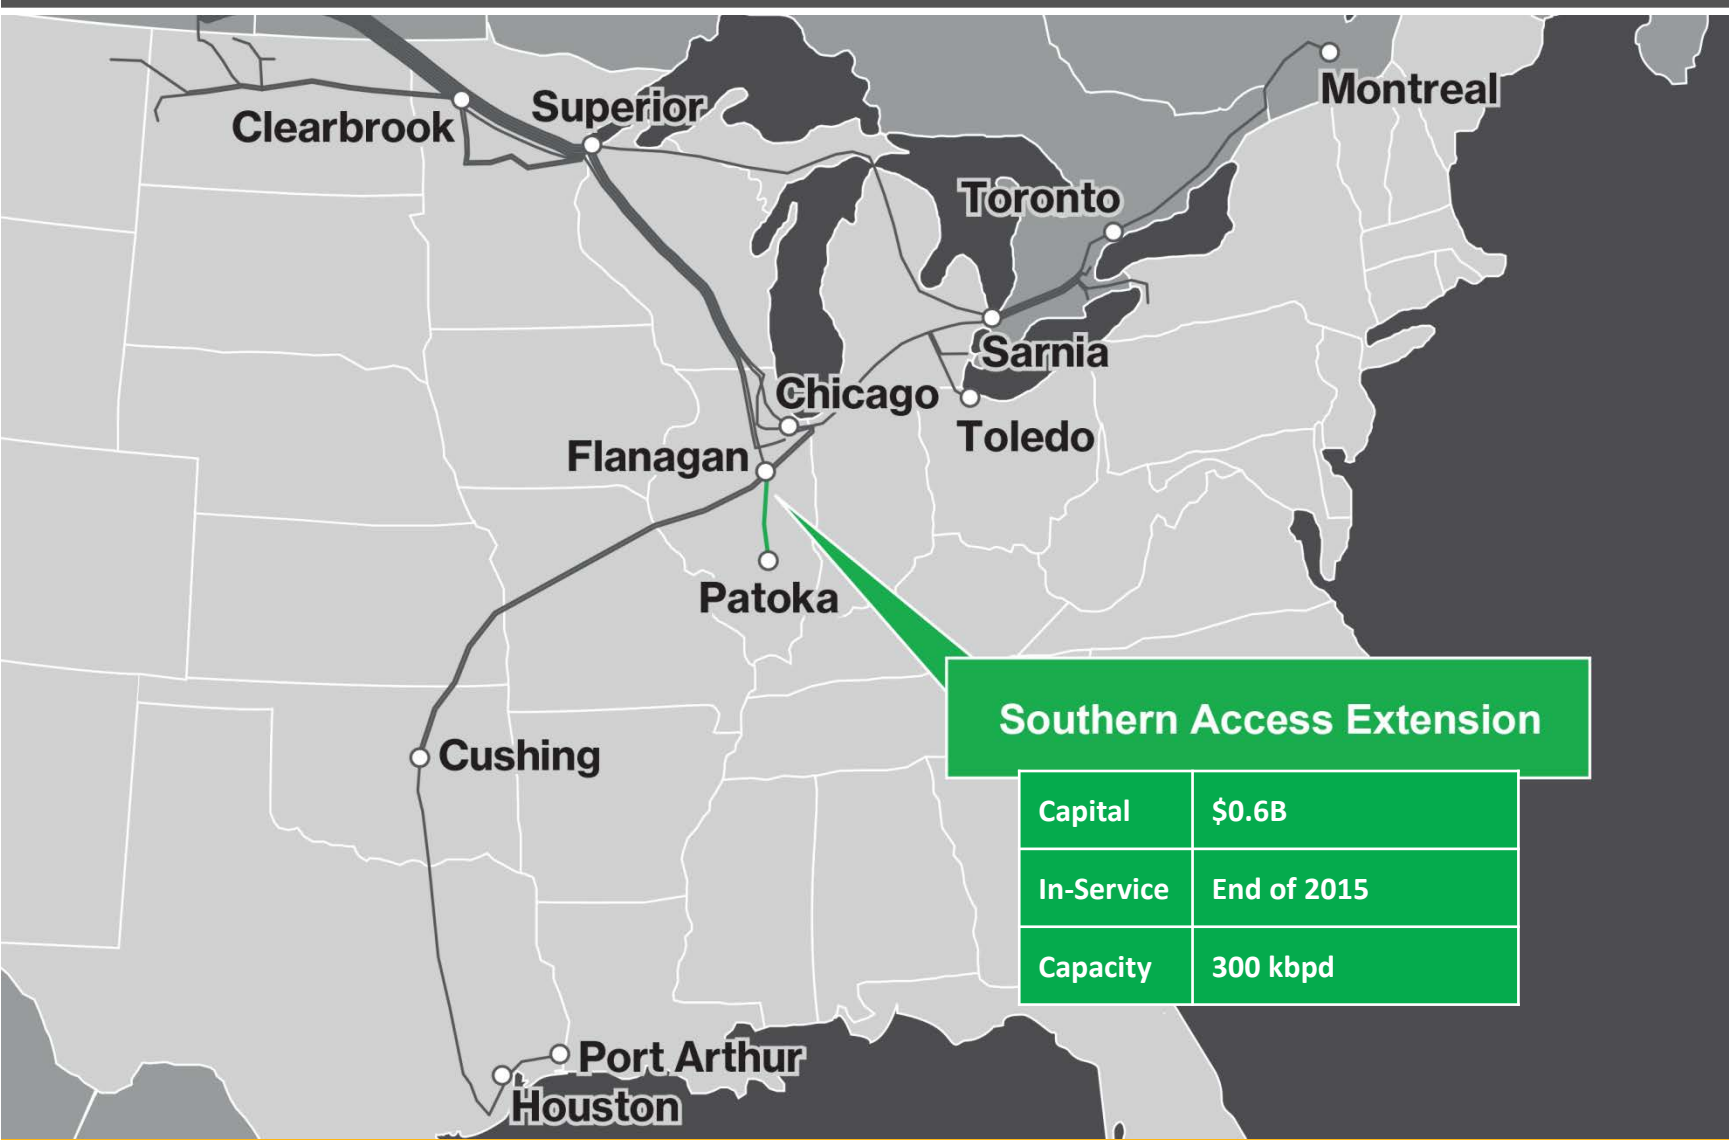 Montreal
Superior
Clearbrook
Toronto
Sarnia
Chicago
Toledo
Flanagan
Patoka
Southern Access Extension
Cushing
Capital $0.6B
In-Service End of 2015
Capacity 300 kbpd
Port Arthur
Houston